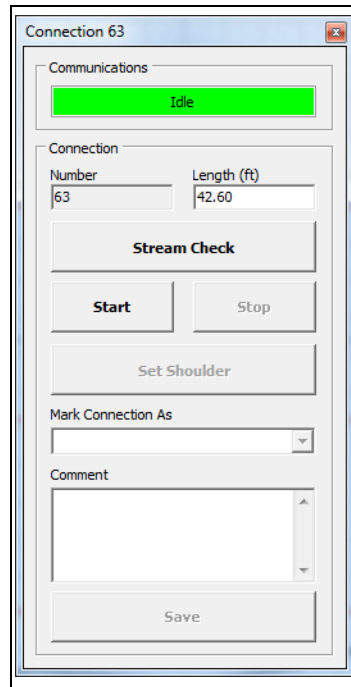 Connection 63
Communications
Idle
Connection
Number Length (ft)
63 42.60
Stream Check
Start Stop
Set Shoulder
Mark Connection As
Comment
Save